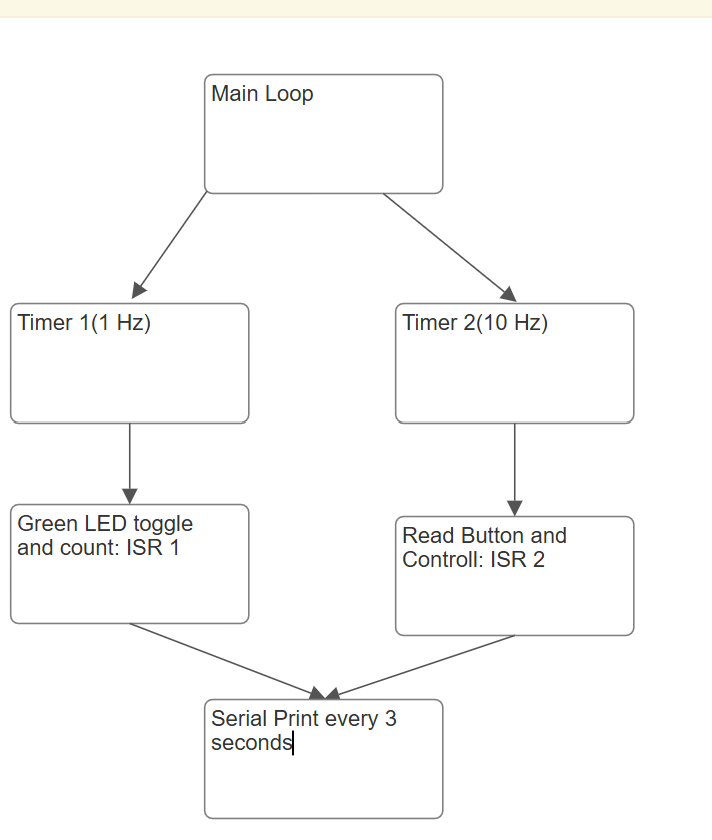 Main Loop
Timer 1(1 Hz)
Timer 2(10 Hz)
Green LED toggle
and count: ISR 1
Read Button and
Controll: ISR 2
Serial Print every 3
seconds